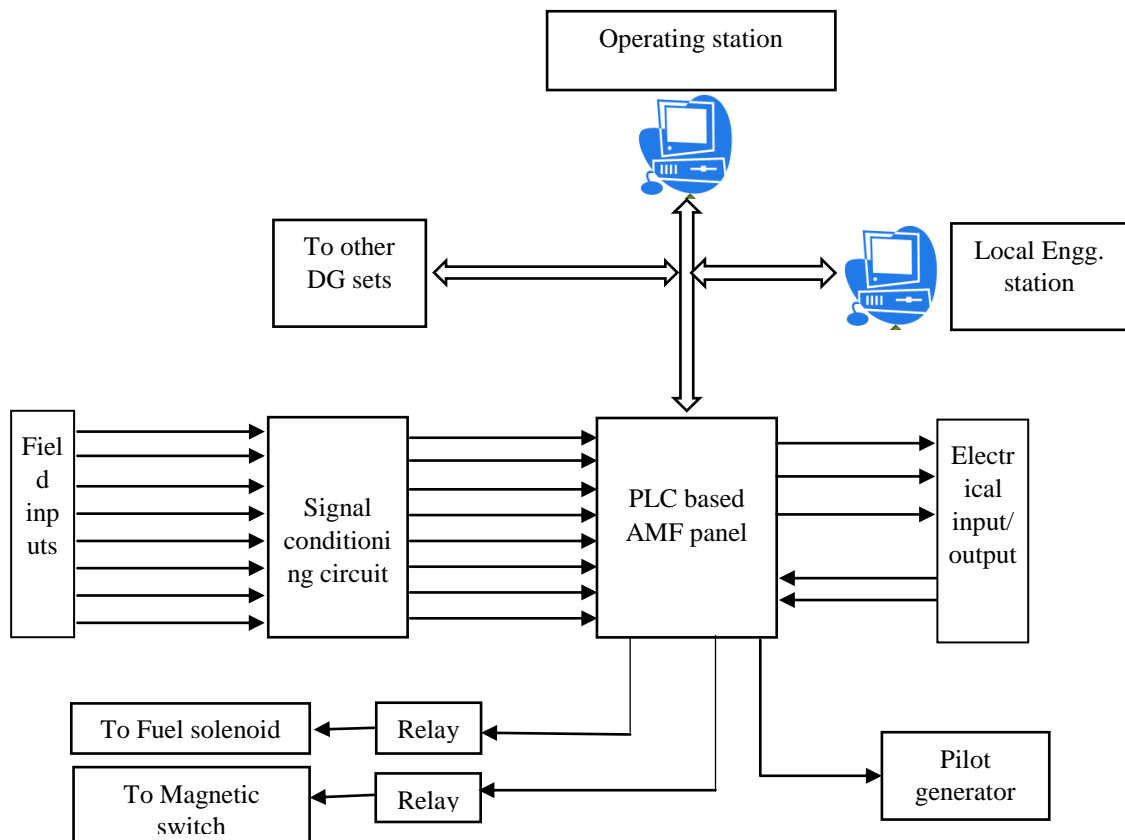 Operating station
To other
DG sets
Local Engg.
station
Fiel
d
inp
uts
Signal
conditioni
ng circuit
PLC based
AMF panel
Electr
ical
input/
output
To Fuel solenoid
Relay
To Magnetic
switch
Relay
Pilot
generator